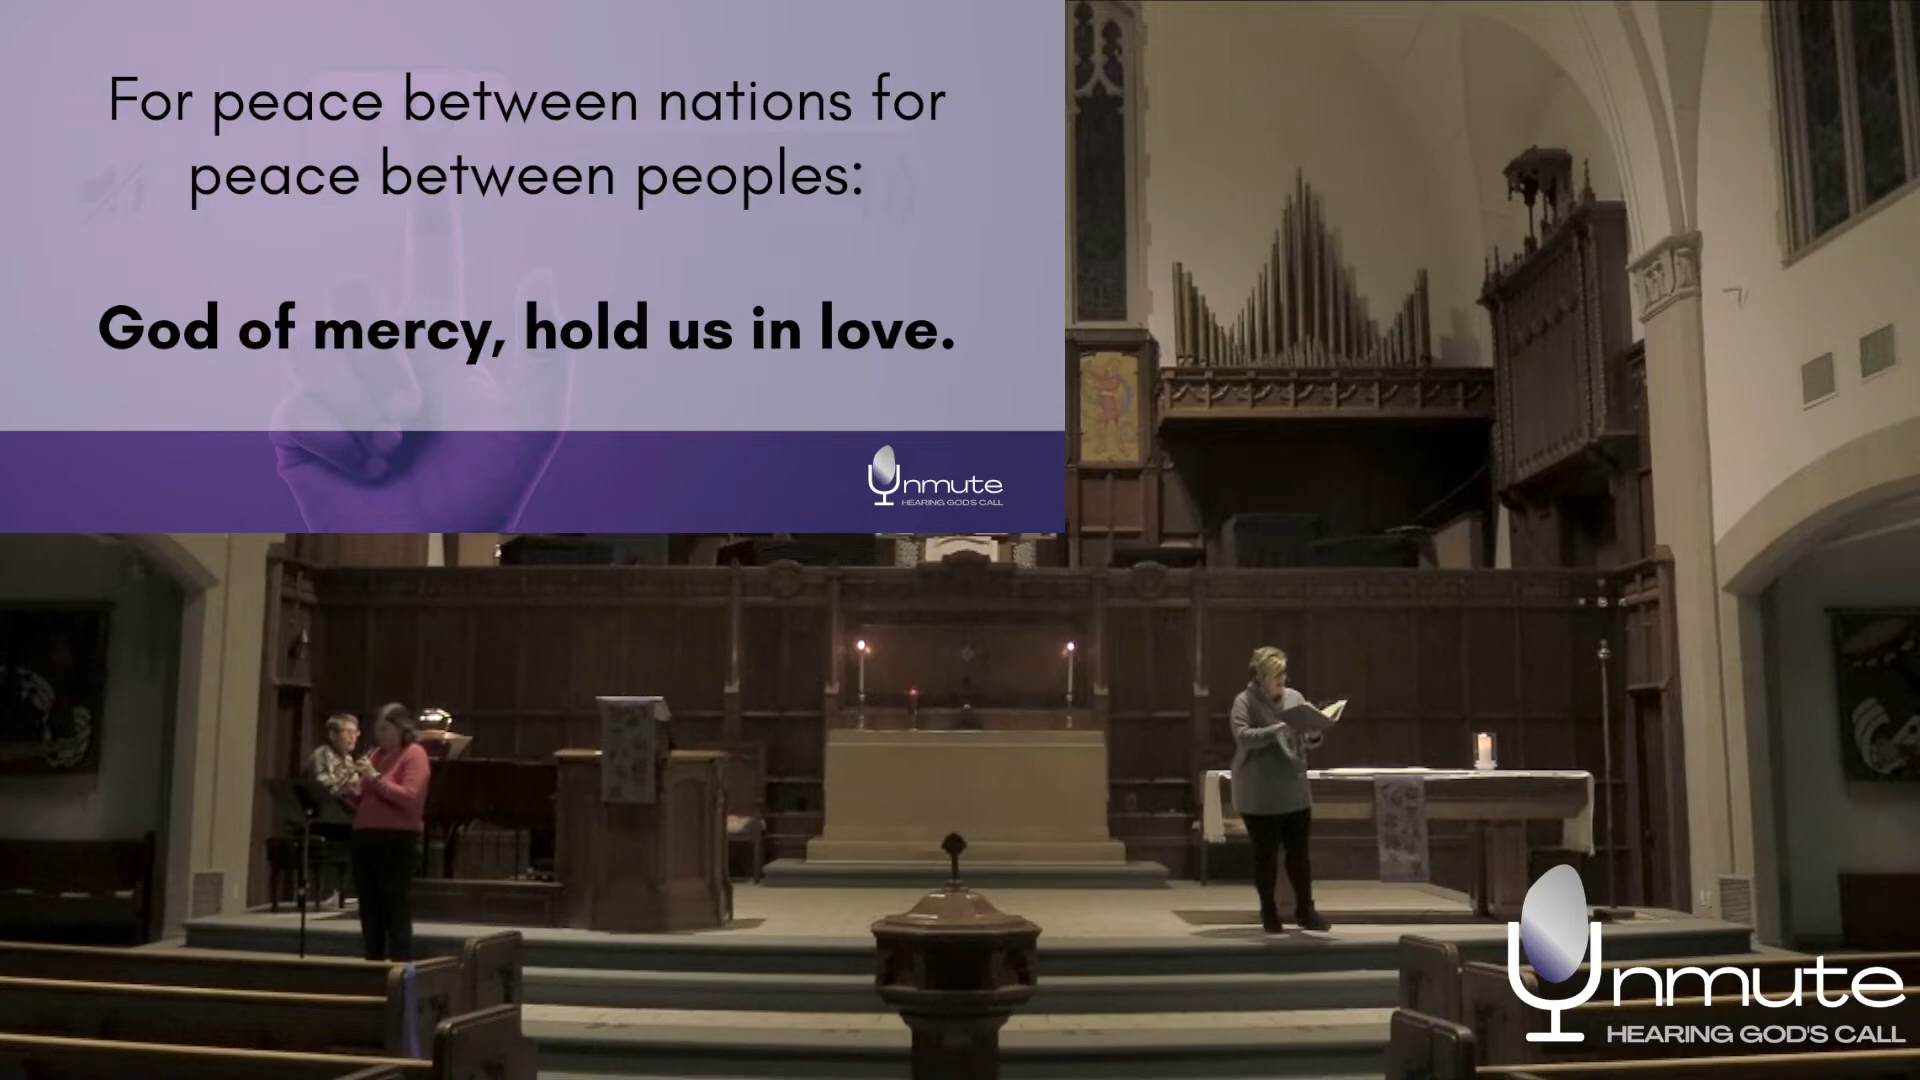 For peace between nations for
peace between peoples:
God of mercy, hold us in love.
Unmute
HEARING GOD'S CALL
Unmute
HEARING GOD'S CALL